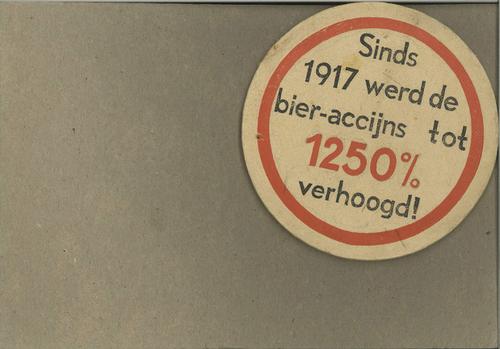 Sinds
1917 werd de
bier-accijns tot
1250%
verhoogd!